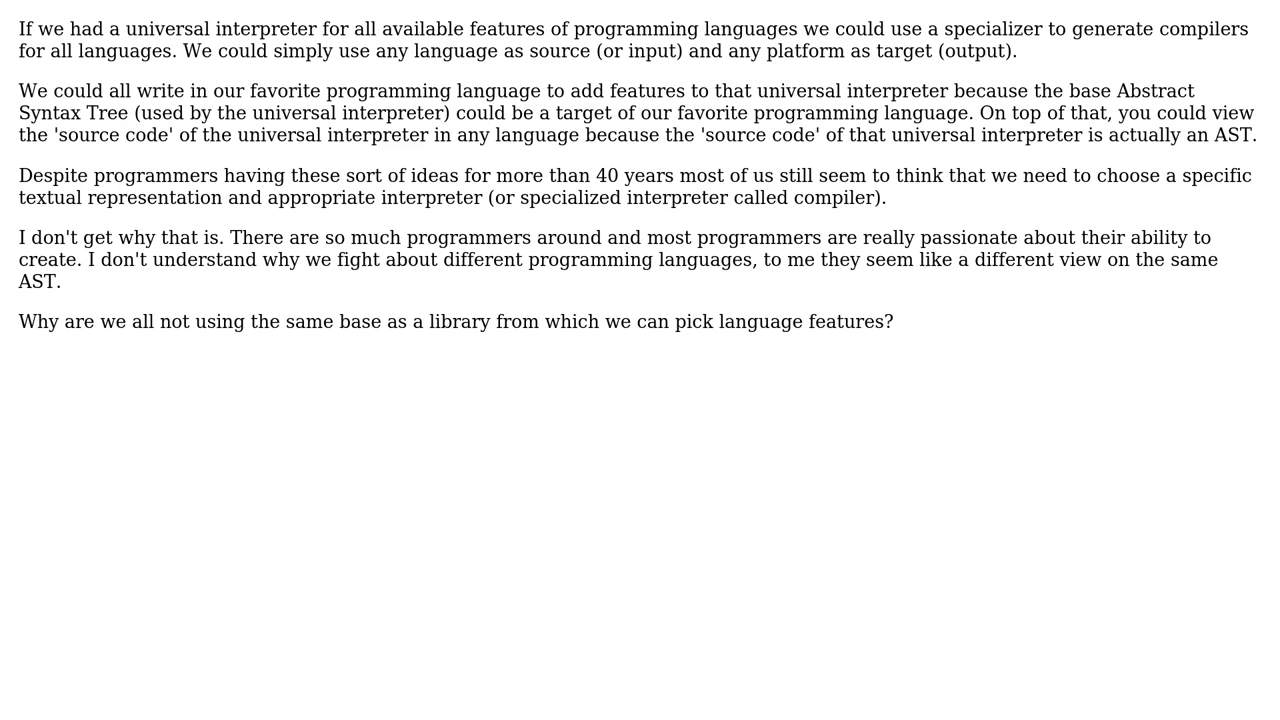 If we had a universal interpreter for all available features of programming languages we could use a specializer to generate compilers
for all languages. We could simply use any language as source (or input) and any platform as target (output).
We could all write in our favorite programming language to add features to that universal interpreter because the base Abstract
Syntax Tree (used by the universal interpreter) could be a target of our favorite programming language. On top of that, you could view
the 'source code' of the universal interpreter in any language because the 'source code' of that universal interpreter is actually an AST.
Despite programmers having these sort of ideas for more than 40 years most of us still seem to think that we need to choose a specific
textual representation and appropriate interpreter (or specialized interpreter called compiler).
I don't get why that is. There are so much programmers around and most programmers are really passionate about their ability to
create. I don't understand why we fight about different programming languages, to me they seem like a different view on the same
AST.
Why are we all not using the same base as a library from which we can pick language features?